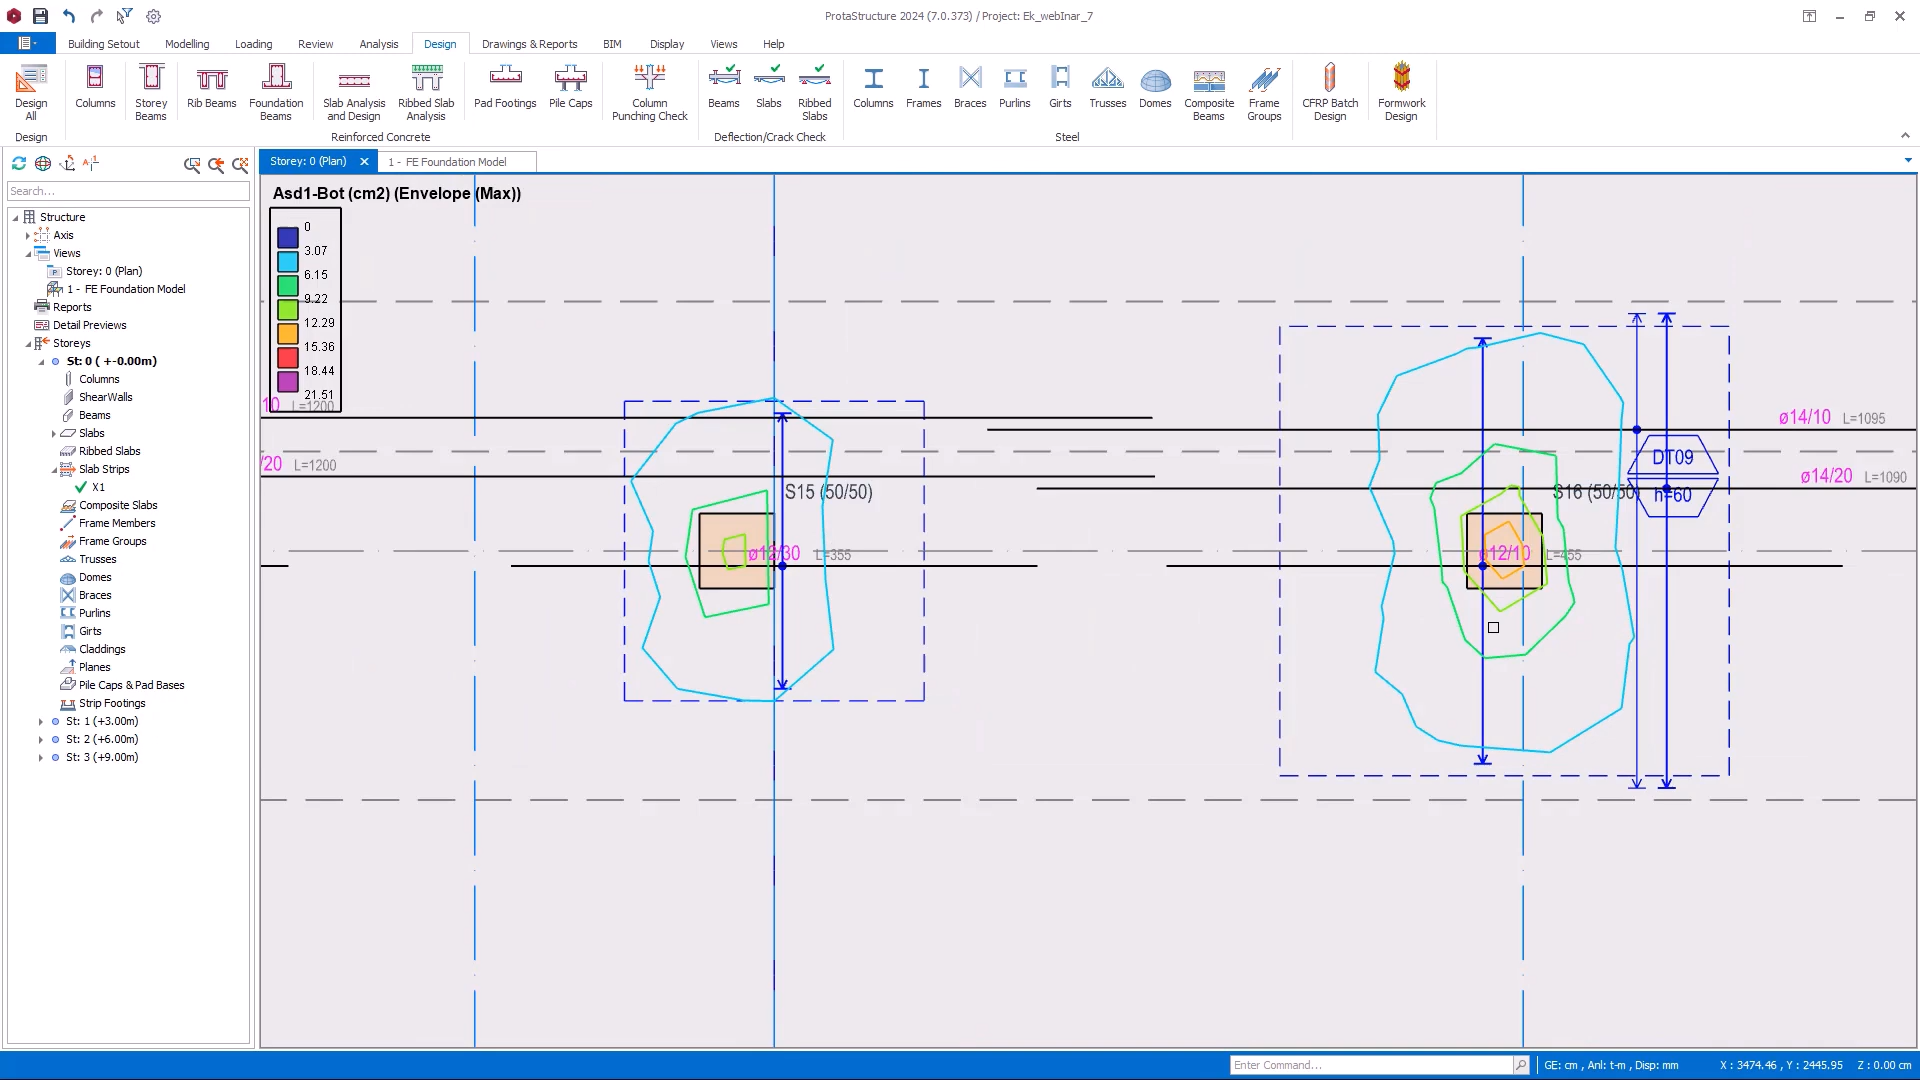 ProtaStructure 2024 (7.0.373) / Project: Ek_webInar_7
Building Setout Modelling Loading Review Analysis Design Drawings & Reports BIM Display Views Help
Design All
Columns
Storey Beams
Rib Beams
Foundation Beams
Slab Analysis and Design
Ribbed Slab Analysis
Pad Footings
Pile Caps
Column Punching Check
Beams
Slabs
Ribbed Slabs
Columns
Frames
Braces
Purlins
Girts
Trusses
Domes
Composite Beams
Frame Groups
CFRP Batch Design
Formwork Design
Design
Reinforced Concrete
Deflection/Crack Check
Steel
Search...
Structure
Axis
Views
Storey: 0 (Plan)
1 - FE Foundation Model
Reports
Detail Previews
Storeys
St: 0 ( +-0.00m)
Columns
ShearWalls
Beams
Slabs
Ribbed Slabs
Slab Strips
X1
Composite Slabs
Frame Members
Frame Groups
Trusses
Domes
Braces
Purlins
Girts
Claddings
Planes
Pile Caps & Pad Bases
Strip Footings
St: 1 (+3.00m)
St: 2 (+6.00m)
St: 3 (+9.00m)
Storey: 0 (Plan)
1 - FE Foundation Model
Asd1-Bot (cm2) (Envelope (Max))
0
3.07
6.15
9.22
12.29
15.36
18.44
21.51
10 L=1200
/20 L=1200
S15 (50/50)
ø12/30 L=355
ø14/10 L=1095
DT09
h=60
ø14/20 L=1090
S16 (50/50)
ø12/10 L=455
Enter Command...
GE: cm , Anl: t-m , Disp: mm
X : 3474.46 , Y : 2445.95 Z : 0.00 cm